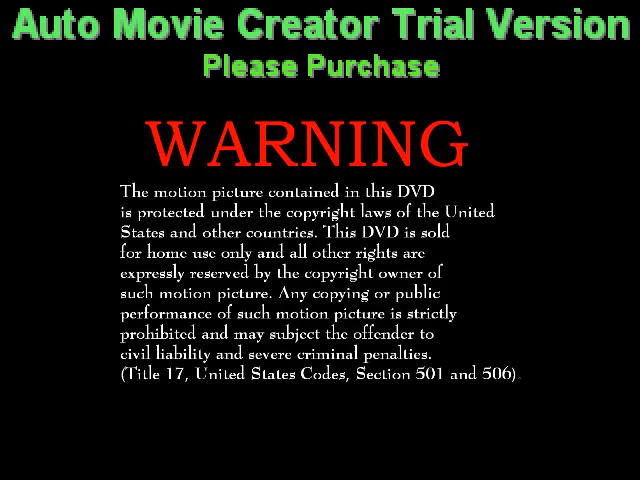 Auto Movie Creator Trial Version
Please Purchase
WARNING
The motion picture contained in this DVD
is protected under the copyright laws of the United
States and other countries. This DVD is sold
for home use only and all other rights are
expressly reserved by the copyright owner of
such motion picture. Any copying or public
performance of such motion picture is strictly
prohibited and may subject the offender to
civil liability and severe criminal penalties.
(Title 17, United States Codes, Section 501 and 506).